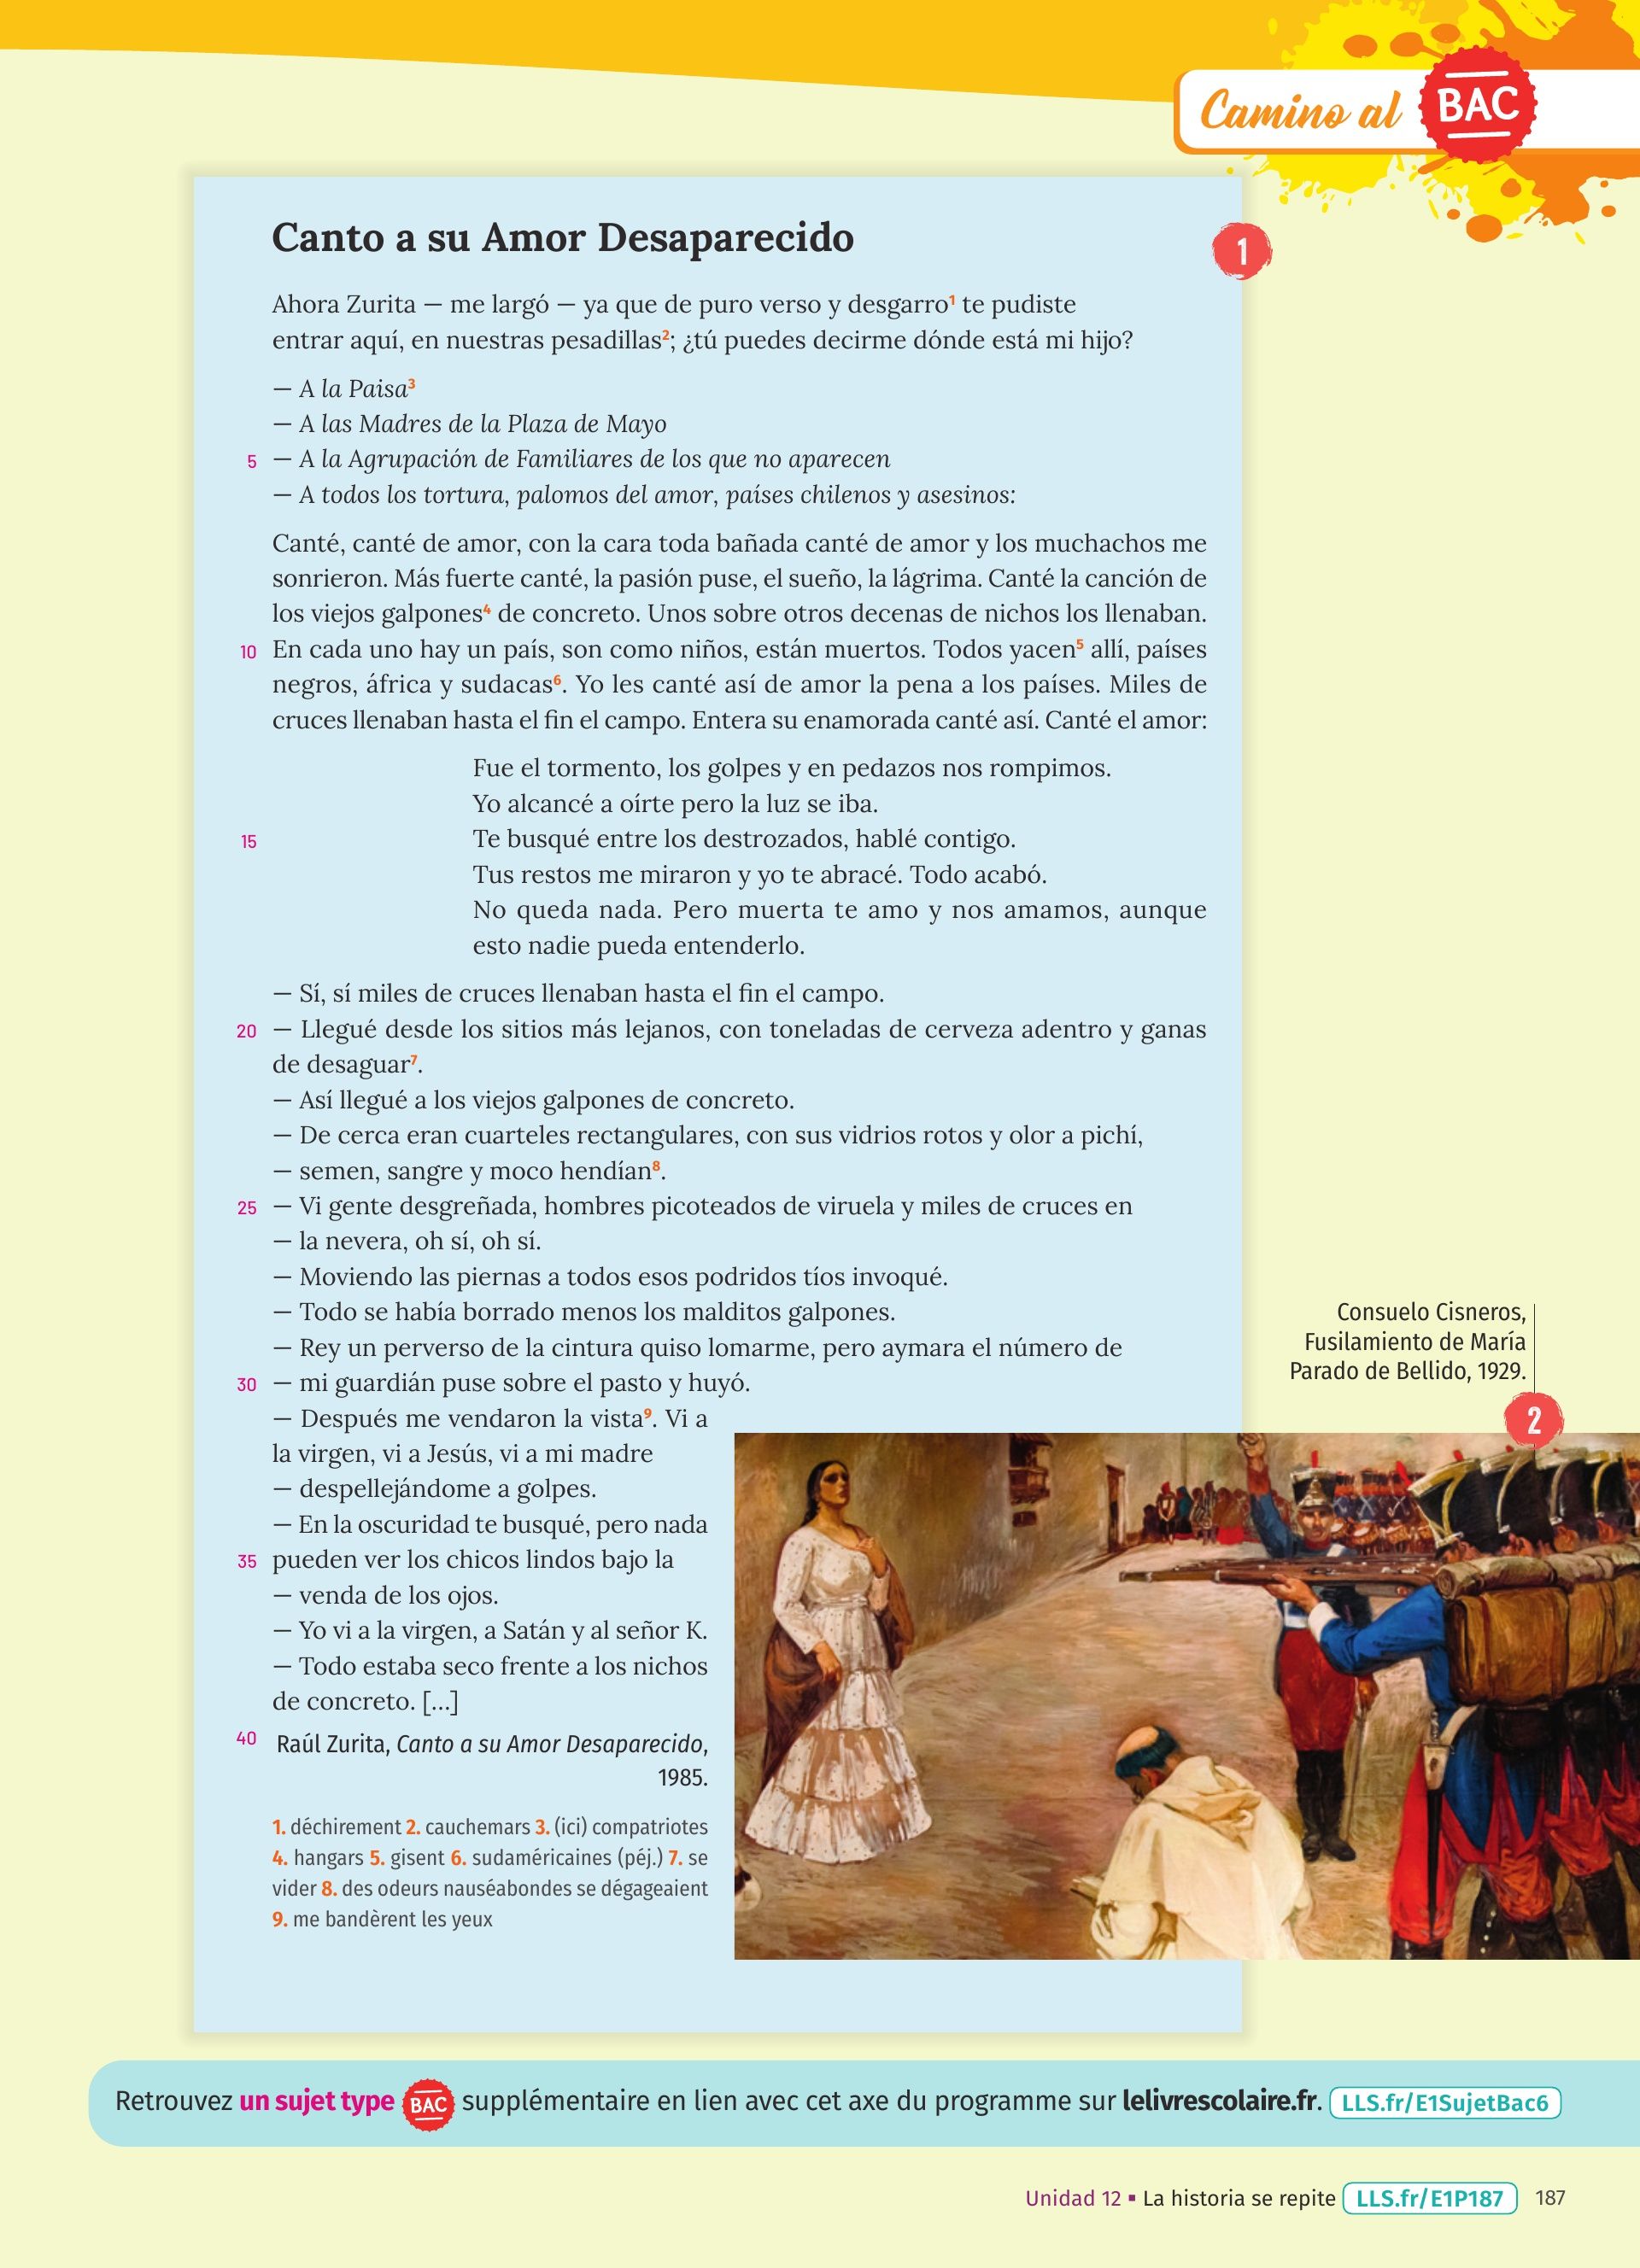 Camino al BAC
Canto a su Amor Desaparecido
1
Ahora Zurita — me largó — ya que de puro verso y desgarro¹ te pudiste
entrar aquí, en nuestras pesadillas²; ¿tú puedes decirme dónde está mi hijo?
— A la Paisa³
— A las Madres de la Plaza de Mayo
5 — A la Agrupación de Familiares de los que no aparecen
— A todos los tortura, palomos del amor, países chilenos y asesinos:
Canté, canté de amor, con la cara toda bañada canté de amor y los muchachos me
sonrieron. Más fuerte canté, la pasión puse, el sueño, la lágrima. Canté la canción de
los viejos galpones⁴ de concreto. Unos sobre otros decenas de nichos los llenaban.
10 En cada uno hay un país, son como niños, están muertos. Todos yacen⁵ allí, países
negros, áfrica y sudacas⁶. Yo les canté así de amor la pena a los países. Miles de
cruces llenaban hasta el fin el campo. Entera su enamorada canté así. Canté el amor:
Fue el tormento, los golpes y en pedazos nos rompimos.
Yo alcancé a oírte pero la luz se iba.
15 Te busqué entre los destrozados, hablé contigo.
Tus restos me miraron y yo te abracé. Todo acabó.
No queda nada. Pero muerta te amo y nos amamos, aunque
esto nadie pueda entenderlo.
— Sí, sí miles de cruces llenaban hasta el fin el campo.
20 — Llegué desde los sitios más lejanos, con toneladas de cerveza adentro y ganas
de desaguar⁷.
— Así llegué a los viejos galpones de concreto.
— De cerca eran cuarteles rectangulares, con sus vidrios rotos y olor a pichí,
— semen, sangre y moco hendían⁸.
25 — Vi gente desgreñada, hombres picoteados de viruela y miles de cruces en
— la nevera, oh sí, oh sí.
— Moviendo las piernas a todos esos podridos tíos invoqué.
— Todo se había borrado menos los malditos galpones.
— Rey un perverso de la cintura quiso lomarme, pero aymara el número de
30 — mi guardián puse sobre el pasto y huyó.
— Después me vendaron la vista⁹. Vi a
la virgen, vi a Jesús, vi a mi madre
— despellejándome a golpes.
— En la oscuridad te busqué, pero nada
35 pueden ver los chicos lindos bajo la
— venda de los ojos.
— Yo vi a la virgen, a Satán y al señor K.
— Todo estaba seco frente a los nichos
de concreto. [...]
40 Raúl Zurita, Canto a su Amor Desaparecido,
1985.
1. déchirement 2. cauchemars 3. (ici) compatriotes
4. hangars 5. gisent 6. sudaméricaines (péj.) 7. se
vider 8. des odeurs nauséabondes se dégageaient
9. me bandèrent les yeux
Consuelo Cisneros,
Fusilamiento de María
Parado de Bellido, 1929.
2
Retrouvez un sujet type BAC supplémentaire en lien avec cet axe du programme sur lelivrescolaire.fr. LLS.fr/E1SujetBac6
Unidad 12 ▪ La historia se repite LLS.fr/E1P187 187